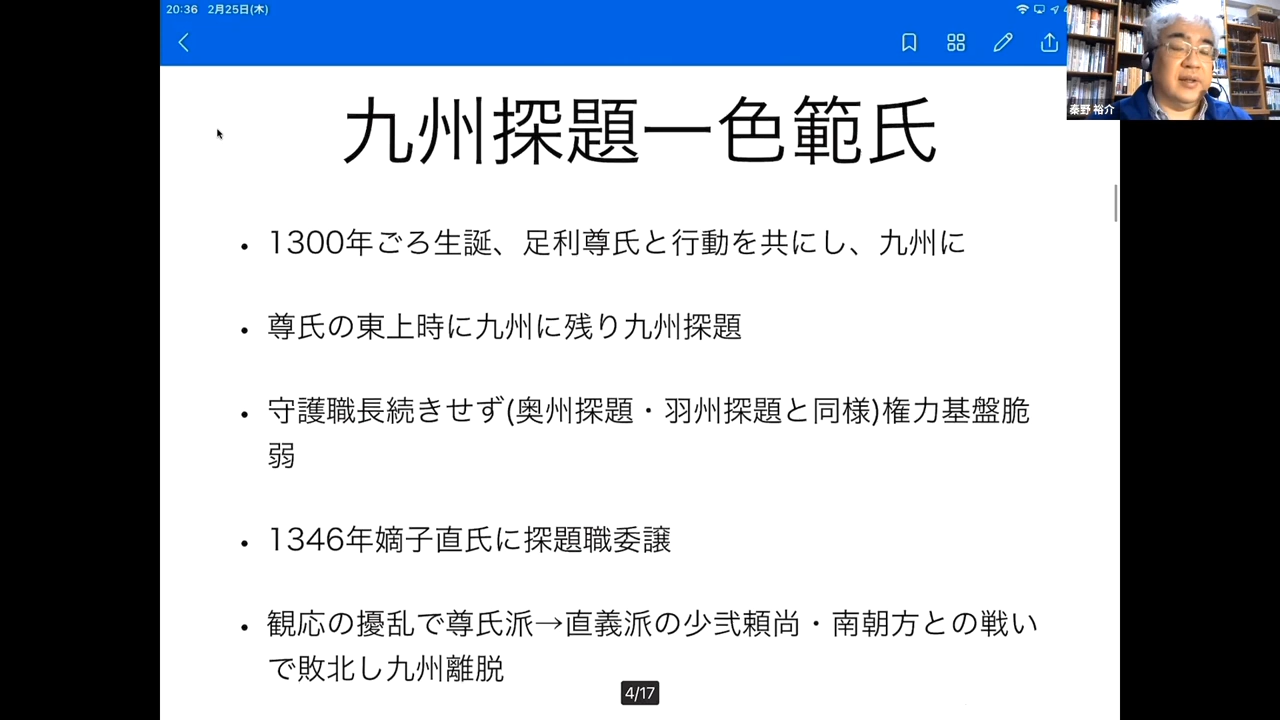 20:36 2月25日(木)
秦野 裕介
九州探題一色範氏
• 1300年ごろ生誕、足利尊氏と行動を共にし、九州に
• 尊氏の東上時に九州に残り九州探題
• 守護職長続きせず(奥州探題・羽州探題と同様)権力基盤脆
弱
• 1346年嫡子直氏に探題職委譲
• 観応の擾乱で尊氏派→直義派の少弐頼尚・南朝方との戦い
で敗北し九州離脱
4/17